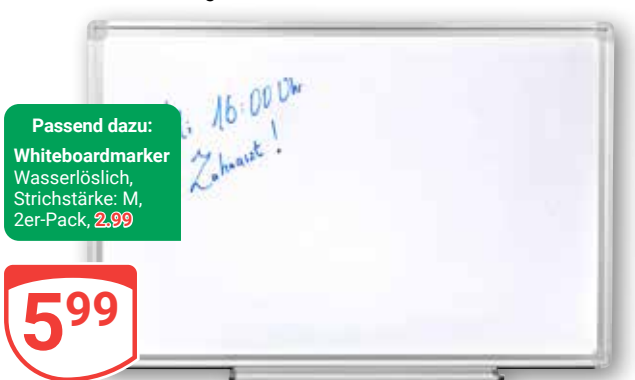 16:00 Uhr
Zahnarzt!
Passend dazu:
Whiteboardmarker
Wasserlöslich,
Strichstärke: M,
2er-Pack, 2.99
5 99